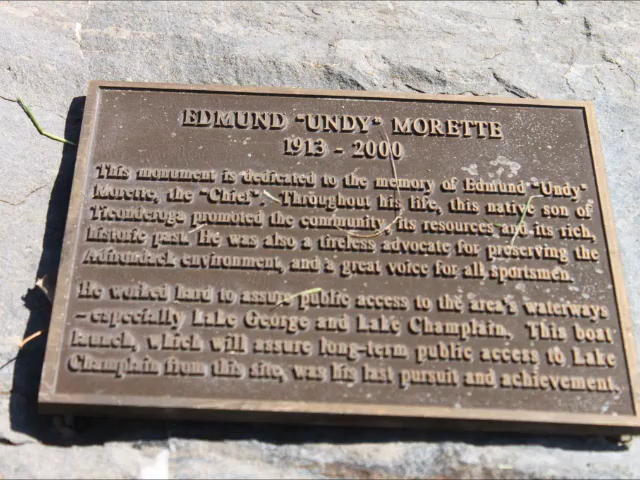 EDMUND "UNDY" MORETTE
1913 - 2000
This monument is dedicated to the memory of Edmund "Undy"
Morette, the "Chief". Throughout his life, this native son of
Ticonderoga promoted the community, its resources and its rich,
historic past. He was also a tireless advocate for preserving the
Adirondack environment, and a great voice for all sportsmen.
He worked hard to assure public access to the area's waterways
- especially Lake George and Lake Champlain. This boat
launch, which will assure long-term public access to Lake
Champlain from this site, was his last pursuit and achievement.